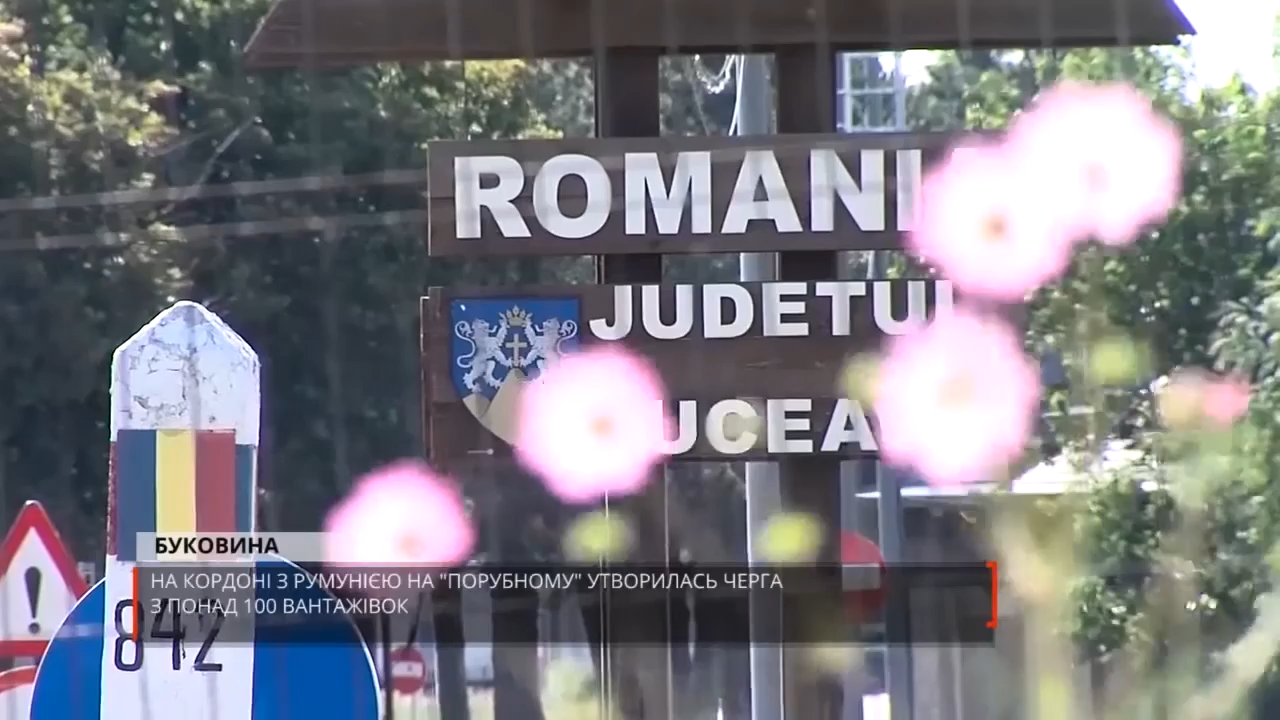 ROMANI
JUDETUL
UCEA
БУКОВИНА
НА КОРДОНІ З РУМУНІЄЮ НА "ПОРУБНОМУ" УТВОРИЛАСЬ ЧЕРГА
З ПОНАД 100 ВАНТАЖІВОК
842